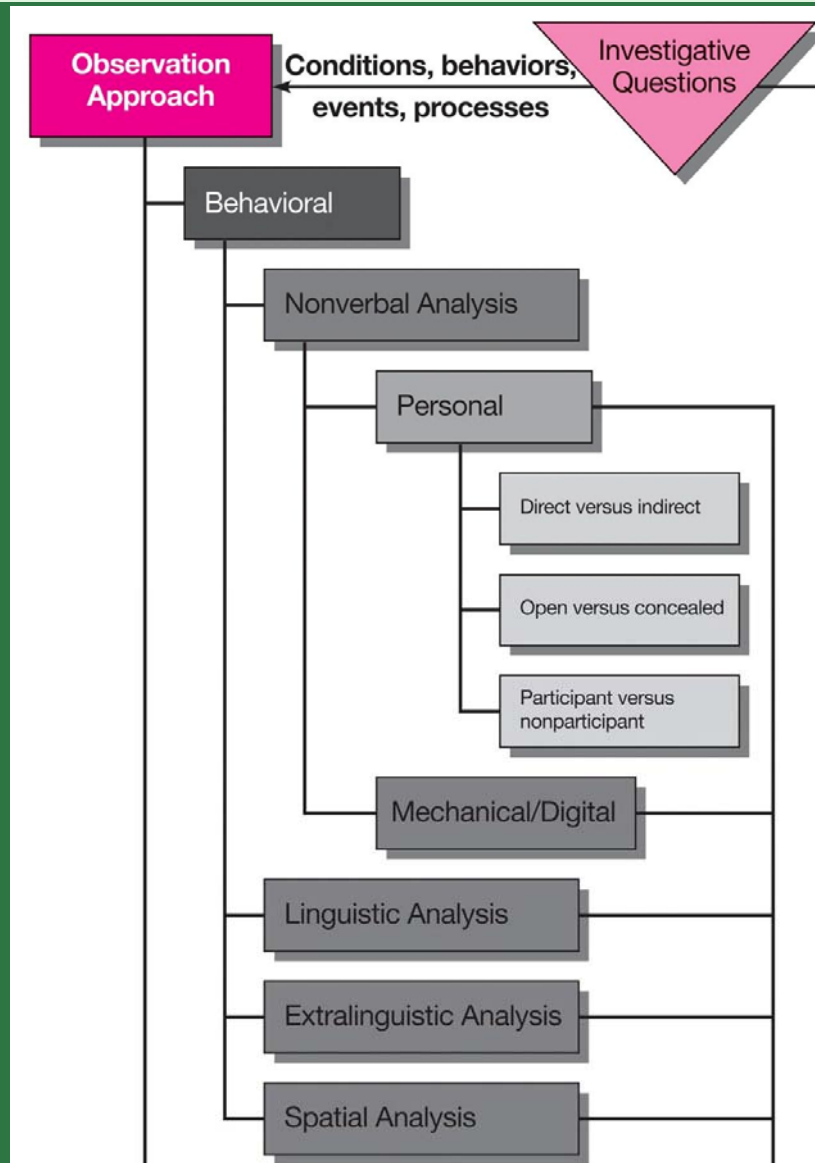 Observation
Approach
Conditions, behaviors,
events, processes
Investigative
Questions
Behavioral
Nonverbal Analysis
Personal
Direct versus indirect
Open versus concealed
Participant versus
nonparticipant
Mechanical/Digital
Linguistic Analysis
Extralinguistic Analysis
Spatial Analysis